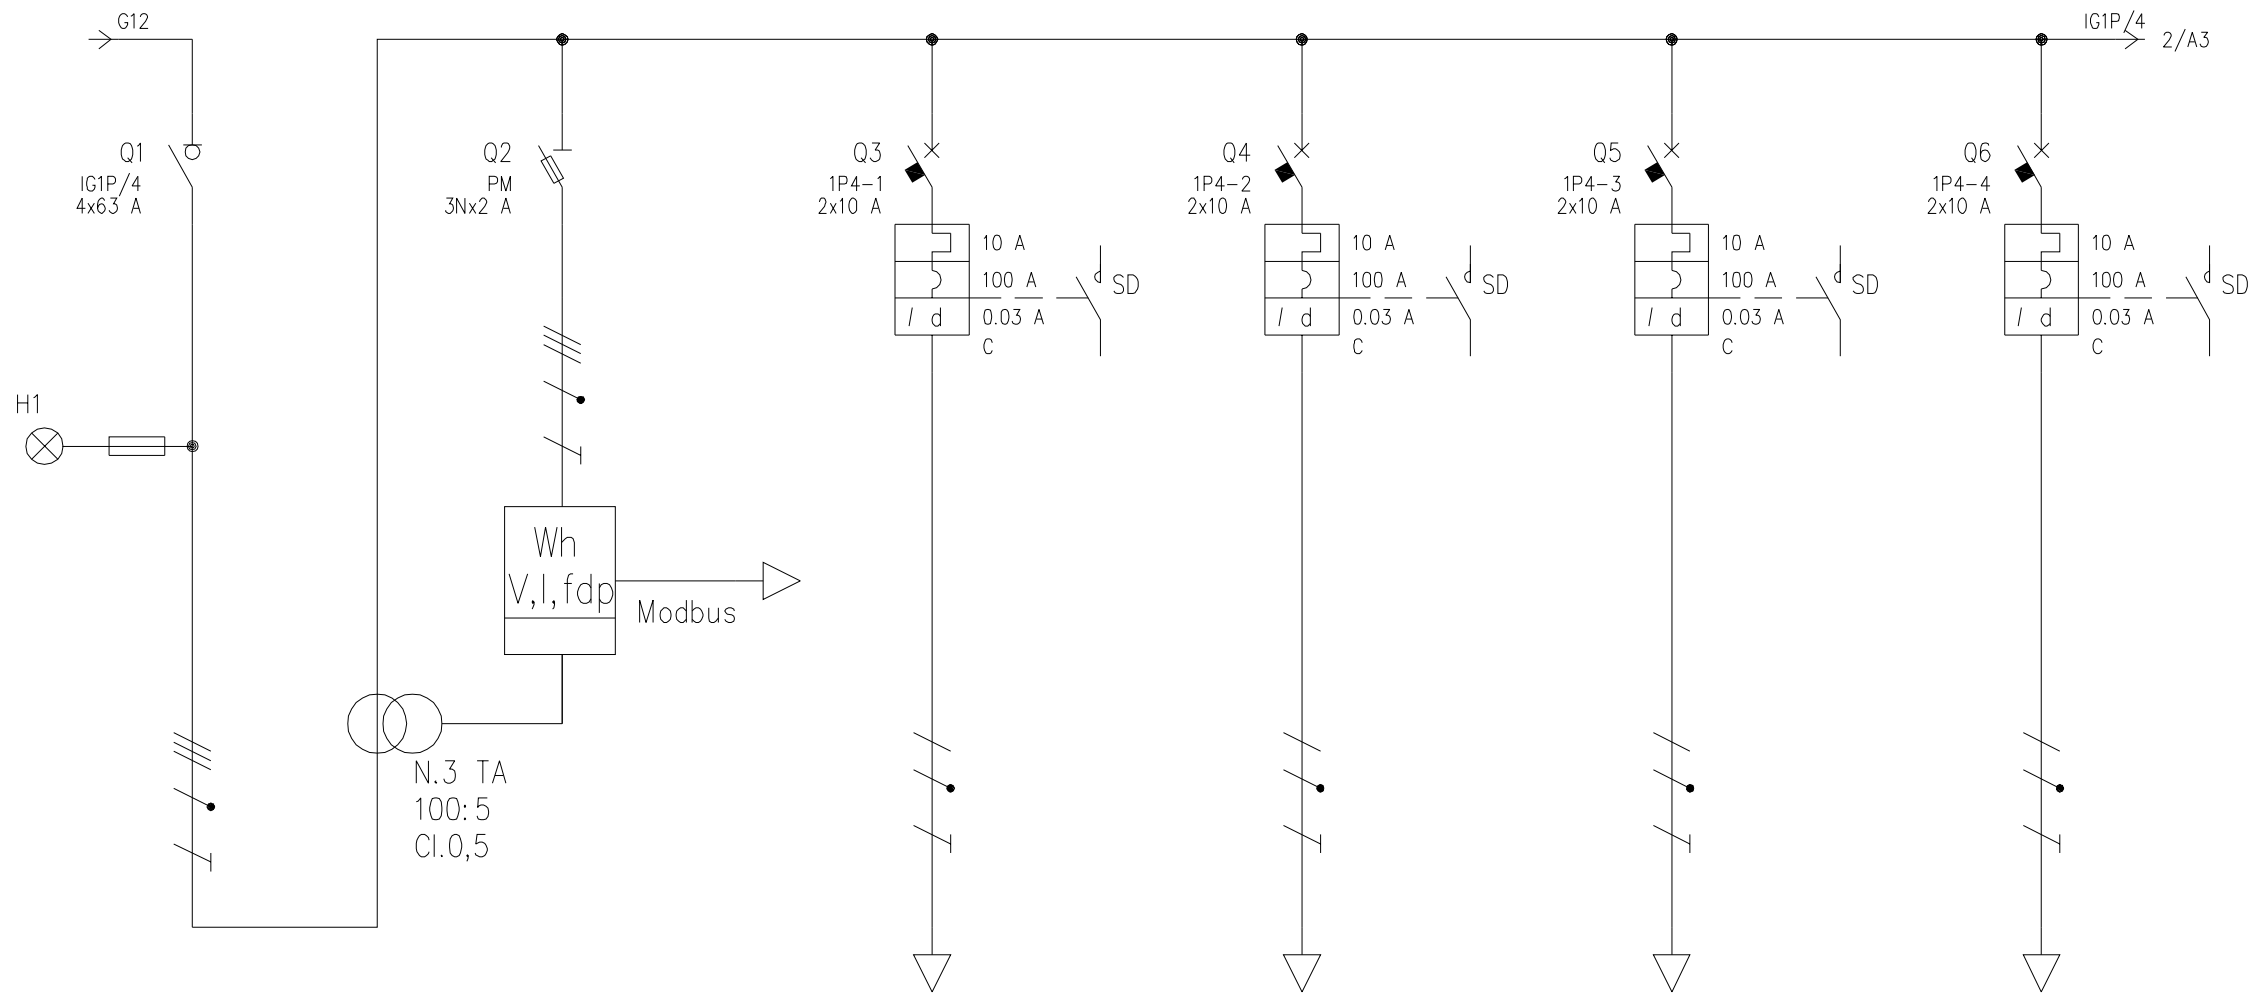 G12
IG1P/4
2/A3
Q1
IG1P/4
4x63 A
Q2
PM
3Nx2 A
Q3
1P4-1
2x10 A
10 A
100 A
I d
0.03 A
C
SD
Q4
1P4-2
2x10 A
10 A
100 A
I d
0.03 A
C
SD
Q5
1P4-3
2x10 A
10 A
100 A
I d
0.03 A
C
SD
Q6
1P4-4
2x10 A
10 A
100 A
I d
0.03 A
C
SD
H1
Wh
V,I,fdp
Modbus
N.3 TA
100:5
Cl.0,5